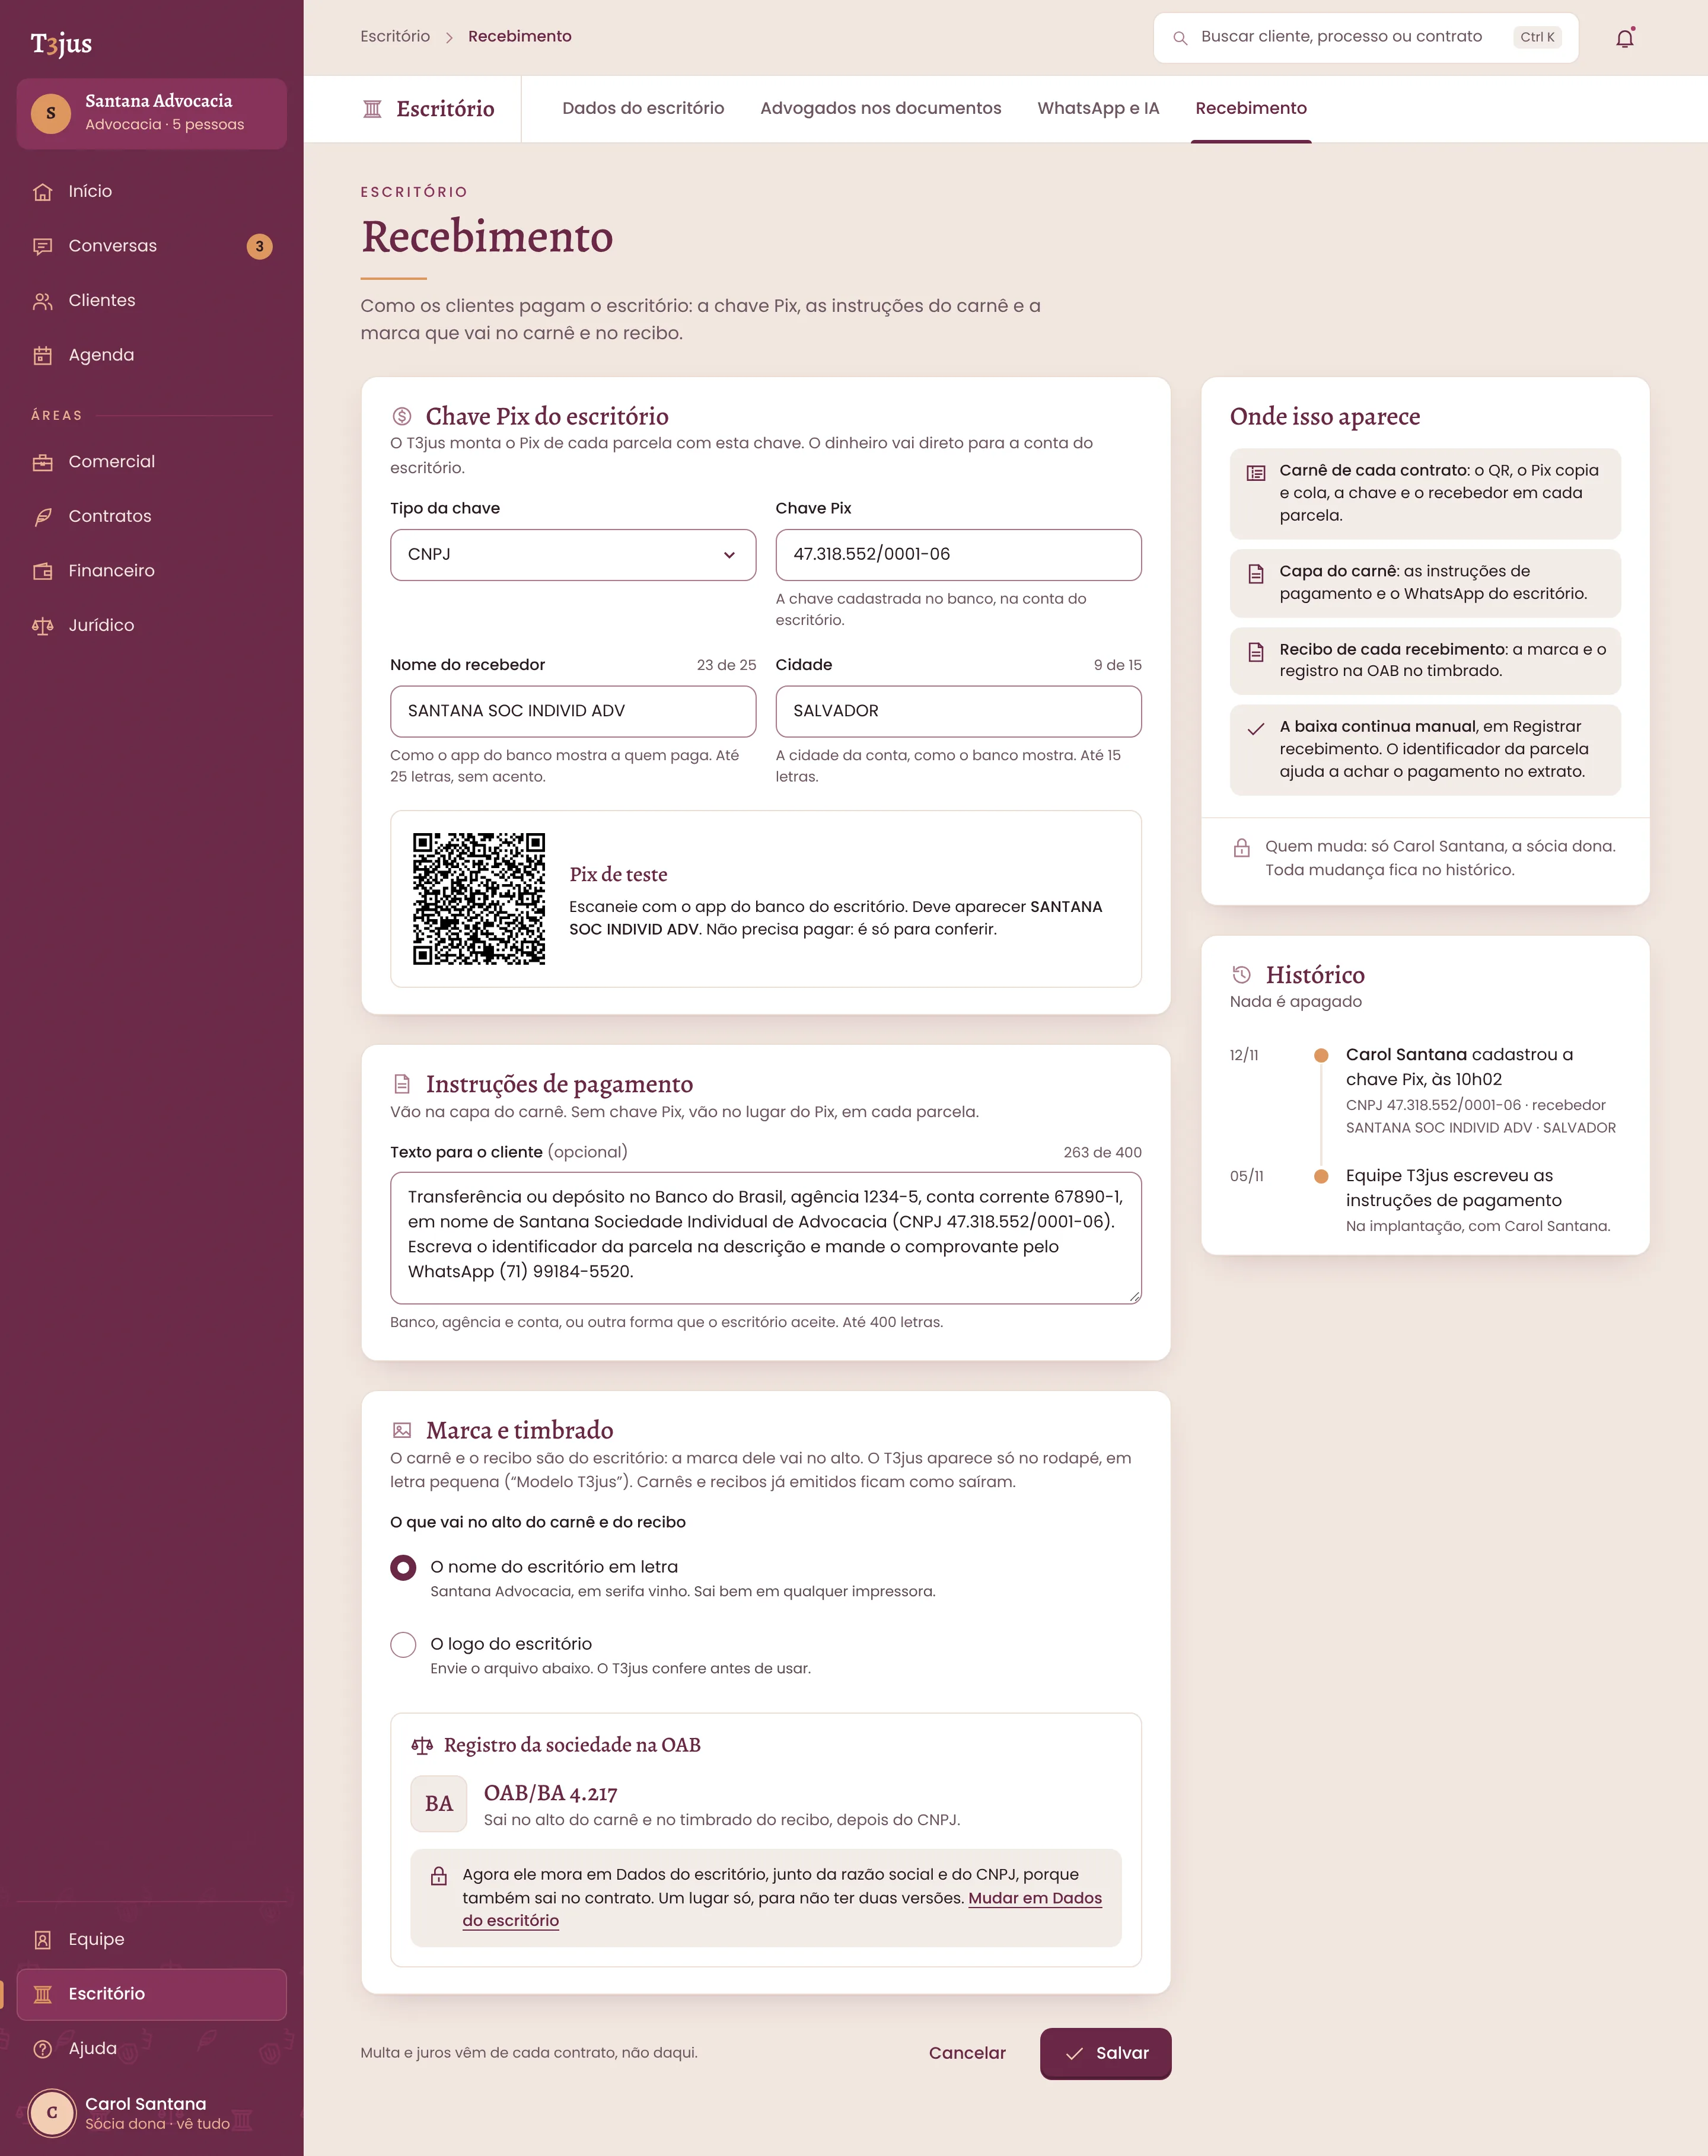 T3jus
S
Santana Advocacia
Advocacia · 5 pessoas
Início
Conversas
3
Clientes
Agenda
ÁREAS
Comercial
Contratos
Financeiro
Jurídico
Equipe
Escritório
Ajuda
C
Carol Santana
Sócia dona · vê tudo
Escritório
Recebimento
Buscar cliente, processo ou contrato
Ctrl K
Escritório
Dados do escritório
Advogados nos documentos
WhatsApp e IA
Recebimento
ESCRITÓRIO
Recebimento
Como os clientes pagam o escritório: a chave Pix, as instruções do carnê e a
marca que vai no carnê e no recibo.
Chave Pix do escritório
O T3jus monta o Pix de cada parcela com esta chave. O dinheiro vai direto para a conta do
escritório.
Tipo da chave
CNPJ
Chave Pix
47.318.552/0001-06
A chave cadastrada no banco, na conta do
escritório.
Nome do recebedor
23 de 25
SANTANA SOC INDIVID ADV
Como o app do banco mostra a quem paga. Até
25 letras, sem acento.
Cidade
9 de 15
SALVADOR
A cidade da conta, como o banco mostra. Até 15
letras.
Pix de teste
Escaneie com o app do banco do escritório. Deve aparecer SANTANA
SOC INDIVID ADV. Não precisa pagar: é só para conferir.
Instruções de pagamento
Vão na capa do carnê. Sem chave Pix, vão no lugar do Pix, em cada parcela.
Texto para o cliente (opcional)
263 de 400
Transferência ou depósito no Banco do Brasil, agência 1234-5, conta corrente 67890-1,
em nome de Santana Sociedade Individual de Advocacia (CNPJ 47.318.552/0001-06).
Escreva o identificador da parcela na descrição e mande o comprovante pelo
WhatsApp (71) 99184-5520.
Banco, agência e conta, ou outra forma que o escritório aceite. Até 400 letras.
Marca e timbrado
O carnê e o recibo são do escritório: a marca dele vai no alto. O T3jus aparece só no rodapé, em
letra pequena (“Modelo T3jus”). Carnês e recibos já emitidos ficam como saíram.
O que vai no alto do carnê e do recibo
O nome do escritório em letra
Santana Advocacia, em serifa vinho. Sai bem em qualquer impressora.
O logo do escritório
Envie o arquivo abaixo. O T3jus confere antes de usar.
Registro da sociedade na OAB
BA
OAB/BA 4.217
Sai no alto do carnê e no timbrado do recibo, depois do CNPJ.
Agora ele mora em Dados do escritório, junto da razão social e do CNPJ, porque
também sai no contrato. Um lugar só, para não ter duas versões. Mudar em Dados
do escritório
Multa e juros vêm de cada contrato, não daqui.
Cancelar
Salvar
Onde isso aparece
Carnê de cada contrato: o QR, o Pix copia
e cola, a chave e o recebedor em cada
parcela.
Capa do carnê: as instruções de
pagamento e o WhatsApp do escritório.
Recibo de cada recebimento: a marca e o
registro na OAB no timbrado.
A baixa continua manual, em Registrar
recebimento. O identificador da parcela
ajuda a achar o pagamento no extrato.
Quem muda: só Carol Santana, a sócia dona.
Toda mudança fica no histórico.
Histórico
Nada é apagado
12/11
Carol Santana cadastrou a
chave Pix, às 10h02
CNPJ 47.318.552/0001-06 · recebedor
SANTANA SOC INDIVID ADV · SALVADOR
05/11
Equipe T3jus escreveu as
instruções de pagamento
Na implantação, com Carol Santana.